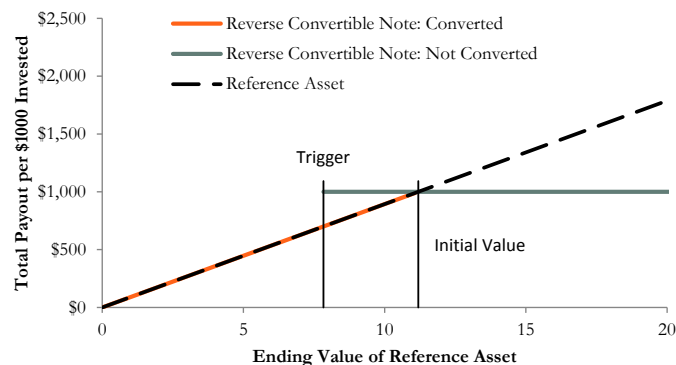 Total Payout per $1000 Invested
$2,500
$2,000
$1,500
$1,000
$500
$0
Reverse Convertible Note: Converted
Reverse Convertible Note: Not Converted
Reference Asset
Trigger
Initial Value
0
5
10
15
20
Ending Value of Reference Asset